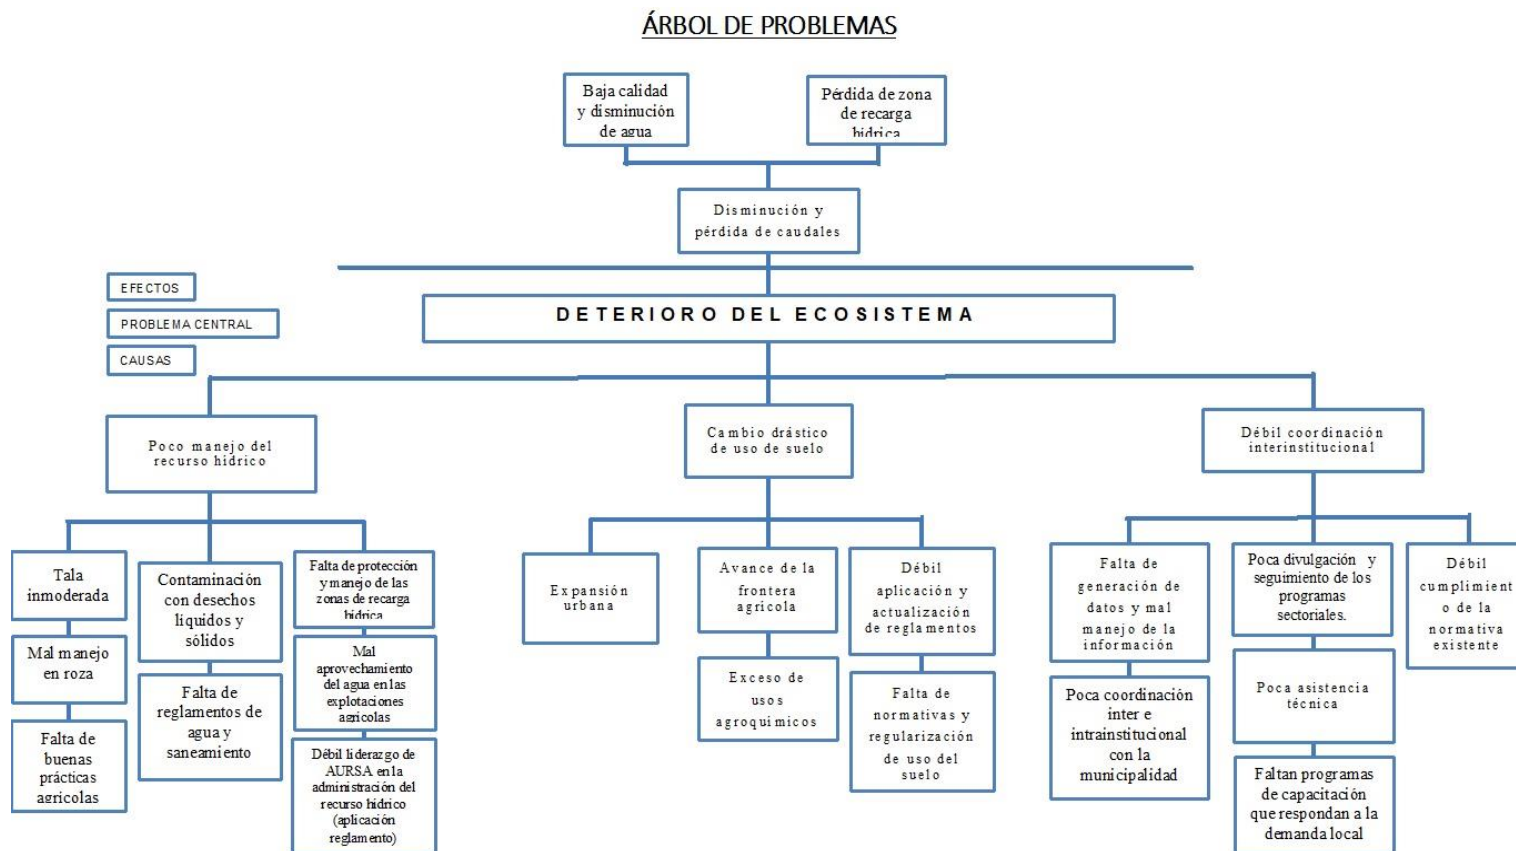 ÁRBOL DE PROBLEMAS
Baja calidad
y disminución
de agua
Pérdida de zona
de recarga
hídrica
Disminución y
pérdida de caudales
EFECTOS
PROBLEMA CENTRAL
CAUSAS
DETERIORO DEL ECOSISTEMA
Poco manejo del
recurso hídrico
Cambio drástico
de uso de suelo
Débil coordinación
interinstitucional
Tala
inmoderada
Mal manejo
en roza
Falta de
buenas
prácticas
agrícolas
Contaminación
con desechos
líquidos y
sólidos
Falta de
reglamentos de
agua y
saneamiento
Falta de protección
y manejo de las
zonas de recarga
hídrica
Mal
aprovechamiento
del agua en las
explotaciones
agrícolas
Débil liderazgo de
AURSA en la
administración del
recurso hídrico
(aplicación
reglamento)
Expansión
urbana
Avance de la
frontera
agrícola
Exceso de
usos
agroquímicos
Débil
aplicación y
actualización
de reglamentos
Falta de
normativas y
regularización
de uso del
suelo
Falta de
generación de
datos y mal
manejo de la
información
Poca coordinación
inter e
intrainstitucional
con la
municipalidad
Poca divulgación y
seguimiento de los
programas
sectoriales.
Poca asistencia
técnica
Faltan programas
de capacitación
que respondan a la
demanda local
Débil
cumplimient
o de la
normativa
existente